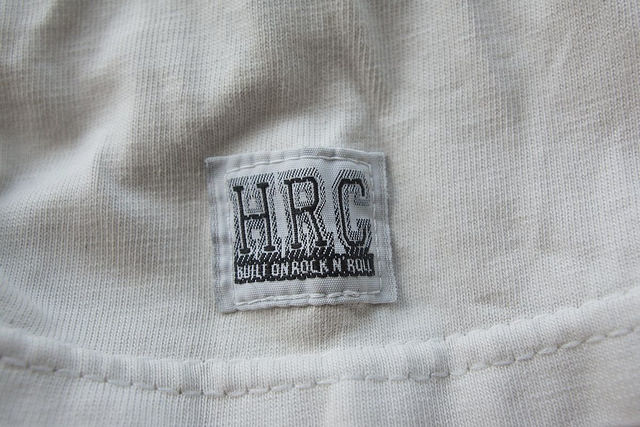 HRC
BUILT ON ROCK N' ROLL